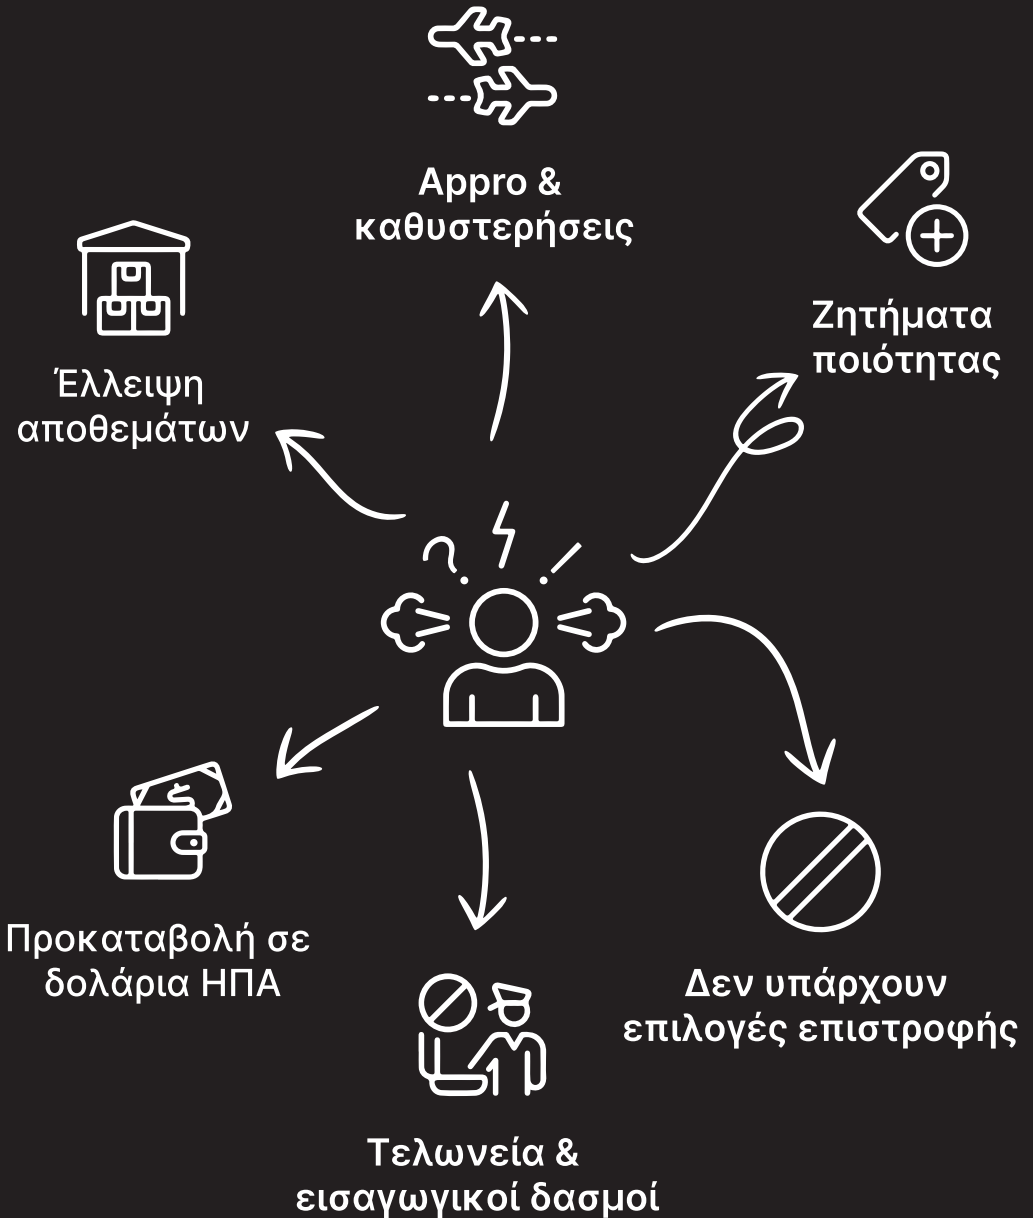 Appro &
καθυστερήσεις
Ζητήματα
ποιότητας
Έλλειψη
αποθεμάτων
Προκαταβολή σε
δολάρια ΗΠΑ
Δεν υπάρχουν
επιλογές επιστροφής
Τελωνεία &
εισαγωγικοί δασμοί